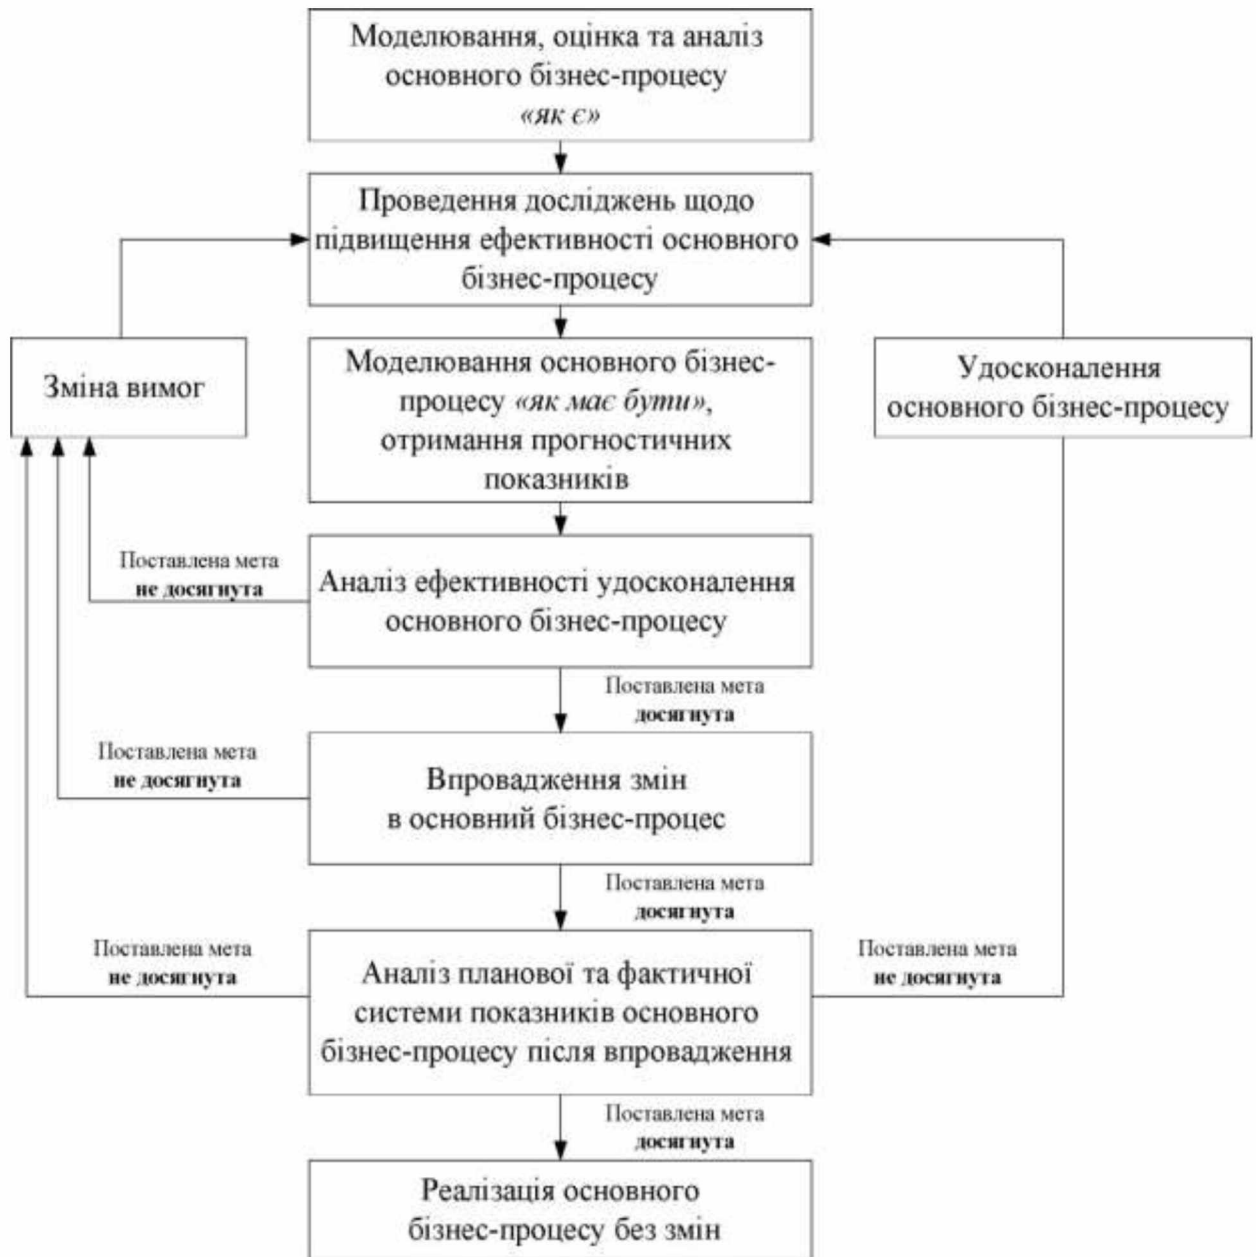 Моделювання, оцінка та аналіз
основного бізнес-процесу
«як є»
Проведення досліджень щодо
підвищення ефективності основного
бізнес-процесу
Зміна вимог
Моделювання основного бізнес-
процесу «як має бути»,
отримання прогностичних
показників
Удосконалення
основного бізнес-процесу
Поставлена мета
не досягнута
Аналіз ефективності удосконалення
основного бізнес-процесу
Поставлена мета
досягнута
Поставлена мета
не досягнута
Впровадження змін
в основний бізнес-процес
Поставлена мета
досягнута
Поставлена мета
не досягнута
Аналіз планової та фактичної
системи показників основного
бізнес-процесу після впровадження
Поставлена мета
не досягнута
Поставлена мета
досягнута
Реалізація основного
бізнес-процесу без змін